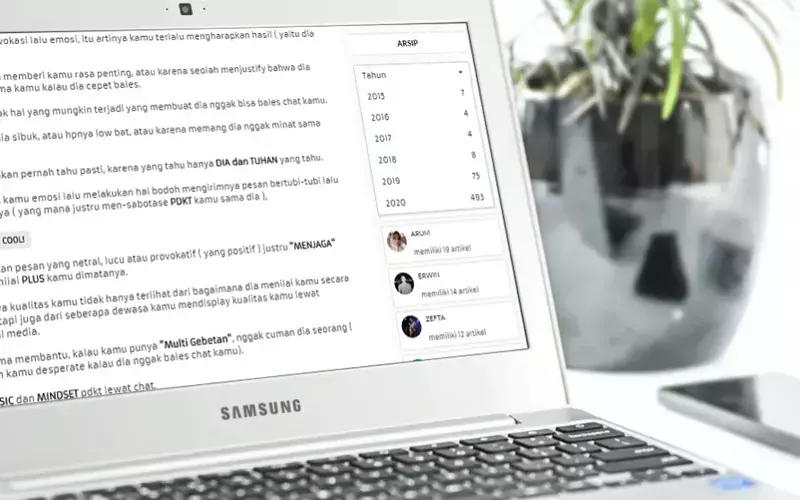 vokasi lalu emosi, itu artinya kamu terlalu mengharapkan hasil ( yaitu dia
memberi kamu rasa penting, atau karena seolah menjustify bahwa dia
ma kamu kalau dia cepet bales.
ak hal yang mungkin terjadi yang membuat dia nggak bisa bales chat kamu.
ia sibuk, atau hpnya low bat, atau karena memang dia nggak minat sama
akan pernah tahu pasti, karena yang tahu hanya DIA dan TUHAN yang tahu.
kamu emosi lalu melakukan hal bodoh mengirimnya pesan bertubi-tubi lalu
ya ( yang mana justru men-sabotase PDKT kamu sama dia ),
COOL!
an pesan yang netral, lucu atau provokatif ( yang positif ) justru "MENJAGA"
nilai PLUS kamu dimatanya.
ya kualitas kamu tidak hanya terlihat dari bagaimana dia menilai kamu secara
tapi juga dari seberapa dewasa kamu mendisplay kualitas kamu lewat
l media.
ma membantu, kalau kamu punya "Multi Gebetan", nggak cuman dia seorang (
n kamu desperate kalau dia nggak bales chat kamu).
SIC dan MINDSET pdkt lewat chat.
ARSIP
Tahun
2015 7
2016 4
2017 4
2018 8
2019 75
2020 493
ARUM
memiliki 19 artikel
ERWIN
memiliki 14 artikel
ZEFTA
memiliki 12 artikel
SAMSUNG